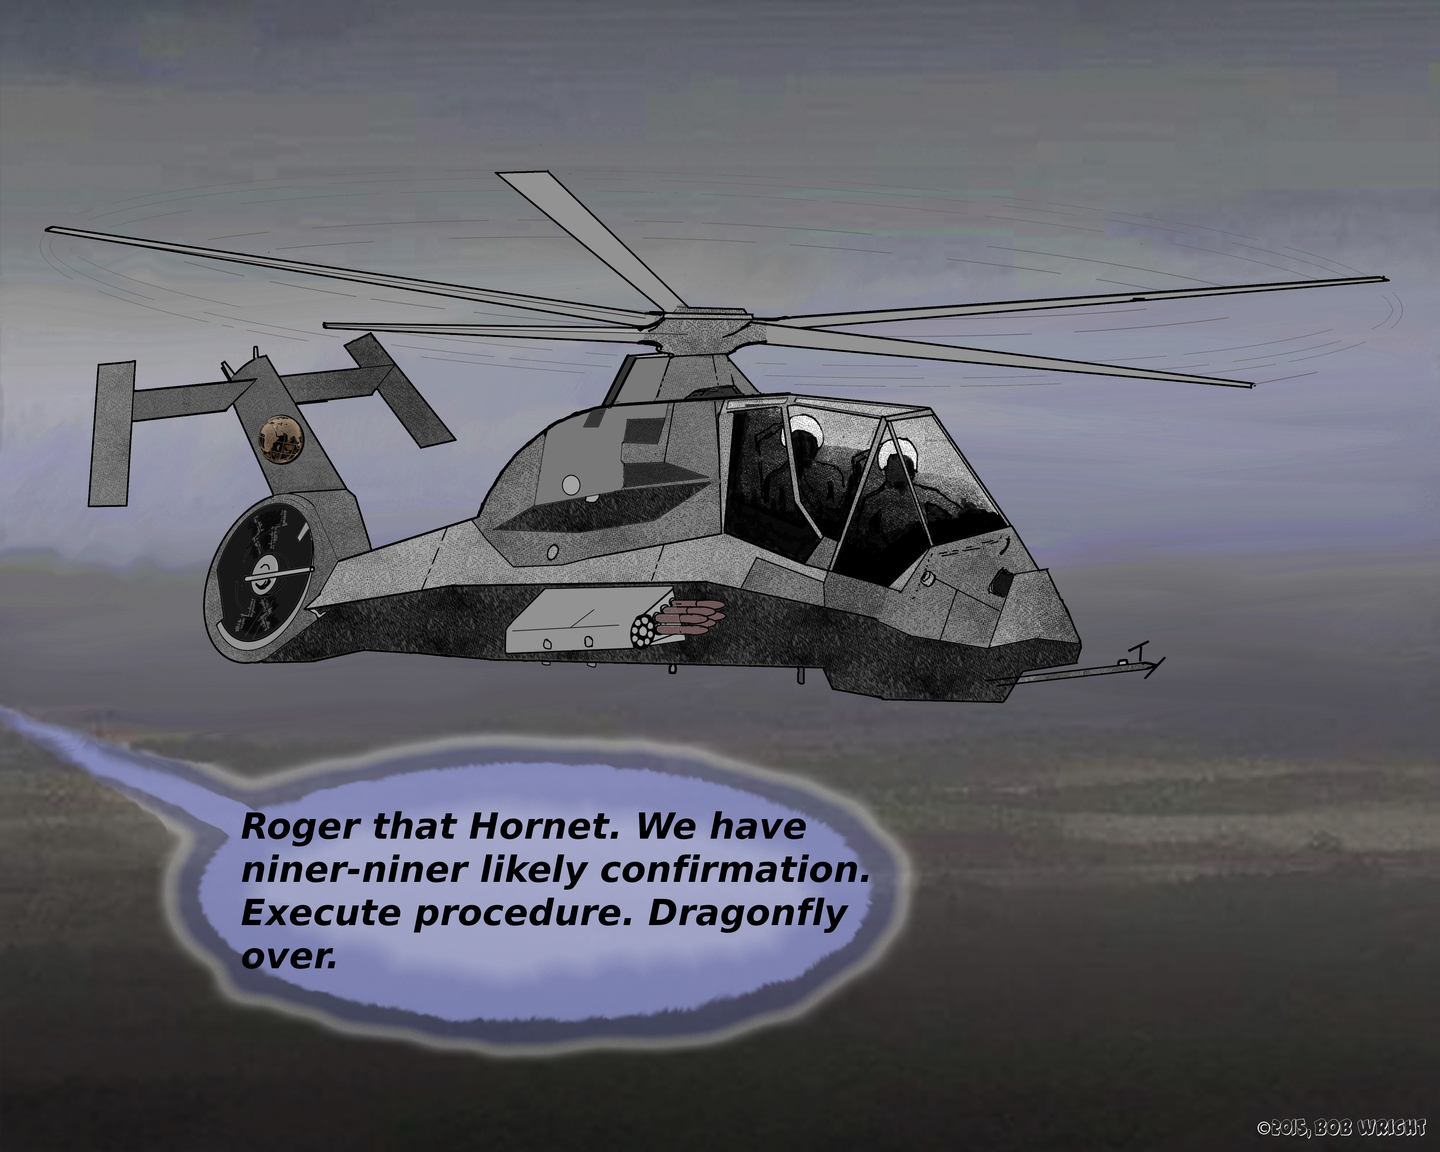 Roger that Hornet. We have
niner-niner likely confirmation.
Execute procedure. Dragonfly
over.
©2015, BOB WRIGHT